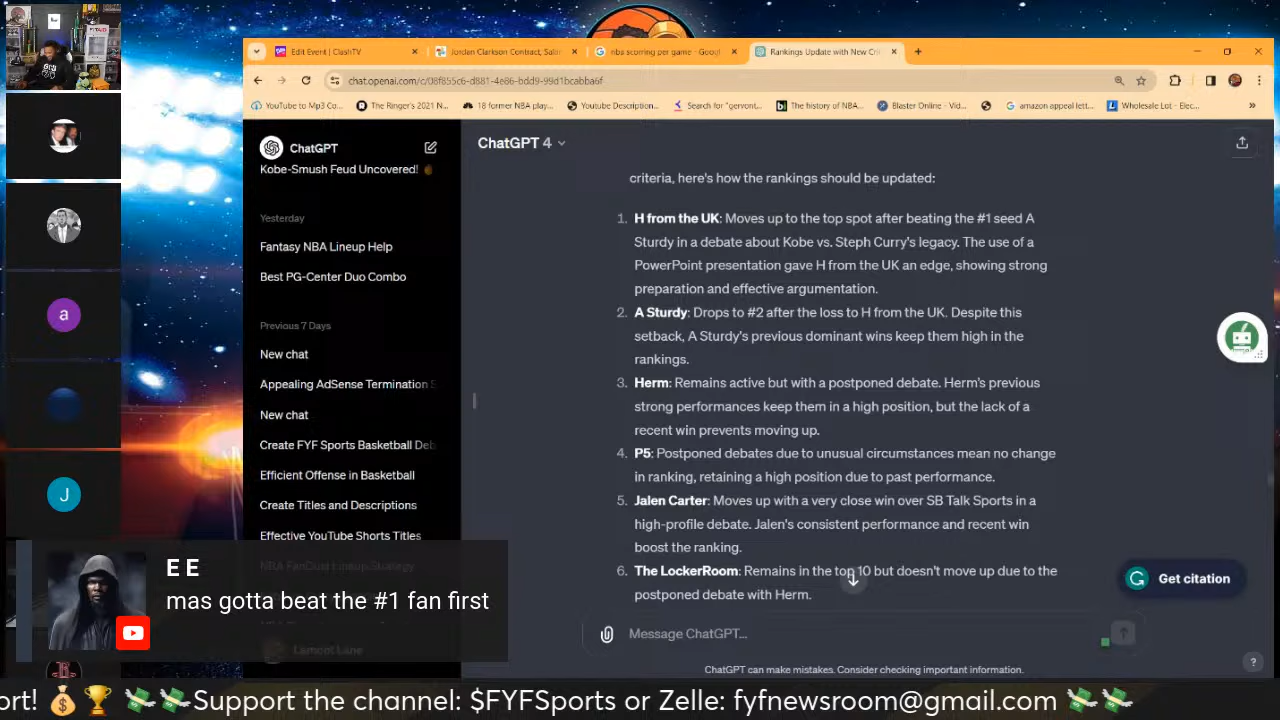 Edit Event | ClashTV
Jordan Clarkson Contract, Salar
nba scoring per game - Googl
Rankings Update with New Cri
chat.openai.com/c/08f855c6-d881-4e86-bdd9-99d1bcabba6f
YouTube to Mp3 Co...
The Ringer's 2021 N...
18 former NBA play...
Youtube Description...
Search for "gervont...
The history of NBA...
Blaster Online - Vid...
amazon appeal lett...
Wholesale Lot - Elec...
ChatGPT
Kobe-Smush Feud Uncovered!
Yesterday
Fantasy NBA Lineup Help
Best PG-Center Duo Combo
Previous 7 Days
New chat
Appealing AdSense Termination S
New chat
Create FYF Sports Basketball Deb
Efficient Offense in Basketball
Create Titles and Descriptions
Effective YouTube Shorts Titles
NBA FanDuel Lineup Strategy
Lamont Lane
ChatGPT 4
criteria, here's how the rankings should be updated:
1. H from the UK: Moves up to the top spot after beating the #1 seed A
Sturdy in a debate about Kobe vs. Steph Curry's legacy. The use of a
PowerPoint presentation gave H from the UK an edge, showing strong
preparation and effective argumentation.
2. A Sturdy: Drops to #2 after the loss to H from the UK. Despite this
setback, A Sturdy's previous dominant wins keep them high in the
rankings.
3. Herm: Remains active but with a postponed debate. Herm's previous
strong performances keep them in a high position, but the lack of a
recent win prevents moving up.
4. P5: Postponed debates due to unusual circumstances mean no change
in ranking, retaining a high position due to past performance.
5. Jalen Carter: Moves up with a very close win over SB Talk Sports in a
high-profile debate. Jalen's consistent performance and recent win
boost the ranking.
6. The LockerRoom: Remains in the top 10 but doesn't move up due to the
postponed debate with Herm.
Get citation
Message ChatGPT...
ChatGPT can make mistakes. Consider checking important information.
?
a
J
E E
mas gotta beat the #1 fan first
ort! 💰🏆 💸💸Support the channel: $FYFSports or Zelle: fyfnewsroom@gmail.com 💸💸